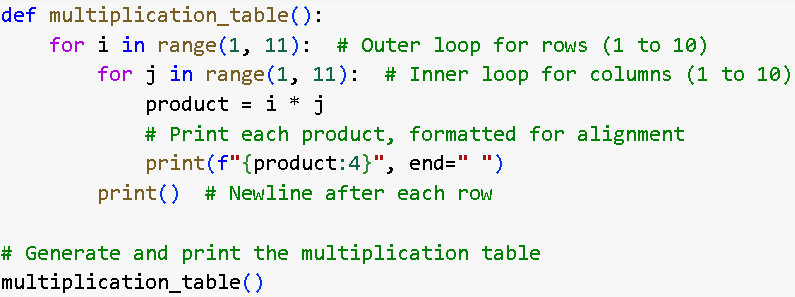 def multiplication_table():
    for i in range(1, 11):  # Outer loop for rows (1 to 10)
        for j in range(1, 11):  # Inner loop for columns (1 to 10)
            product = i * j
            # Print each product, formatted for alignment
            print(f"{product:4}", end=" ")
        print()  # Newline after each row

# Generate and print the multiplication table
multiplication_table()